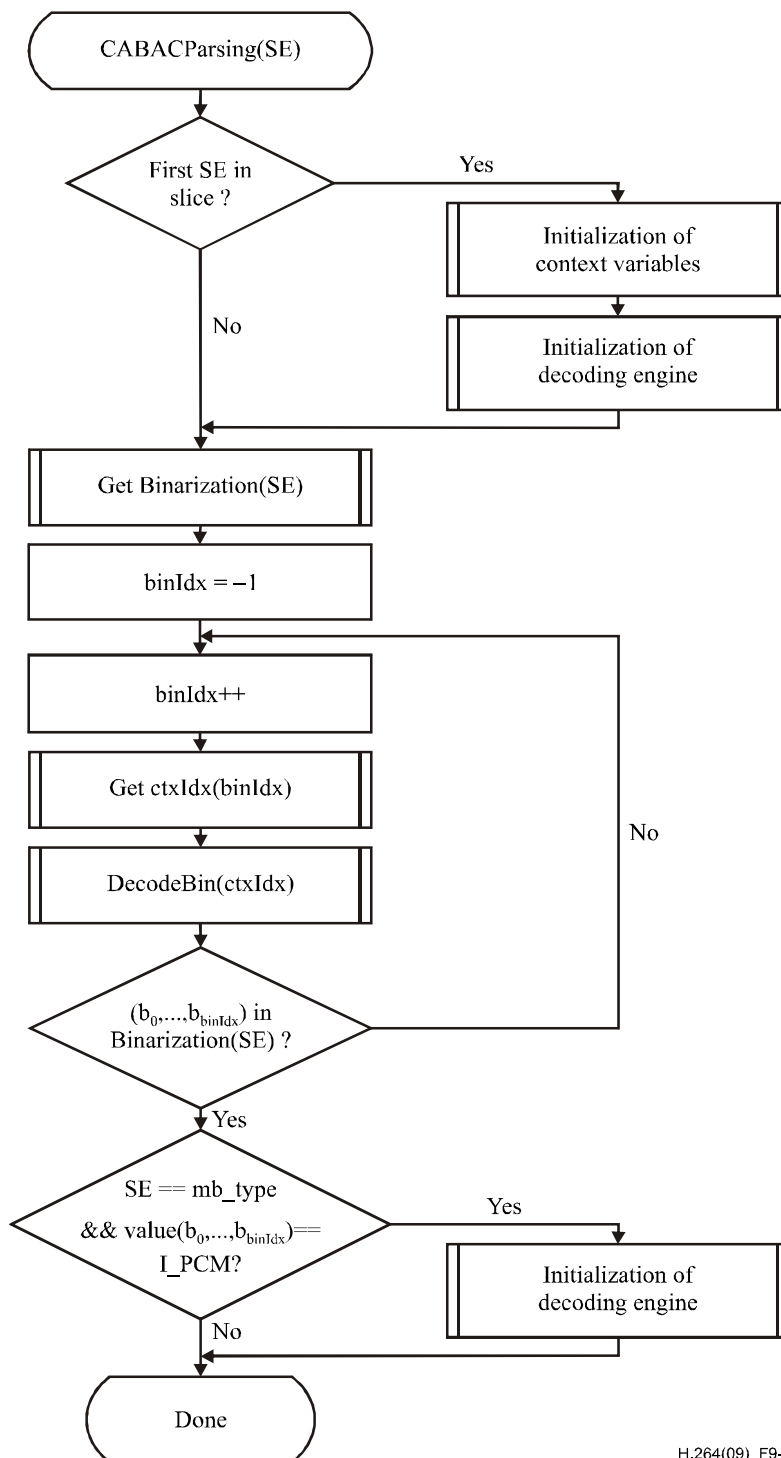 CABACParsing(SE)
First SE in
slice ?
Yes
Initialization of
context variables
No
Initialization of
decoding engine
Get Binarization(SE)
binIdx = –1
binIdx++
Get ctxIdx(binIdx)
No
DecodeBin(ctxIdx)
(b₀,...,b_binIdx) in
Binarization(SE) ?
Yes
SE == mb_type
&& value(b₀,...,b_binIdx)==
I_PCM?
Yes
Initialization of
decoding engine
No
Done
H.264(09)_F9-